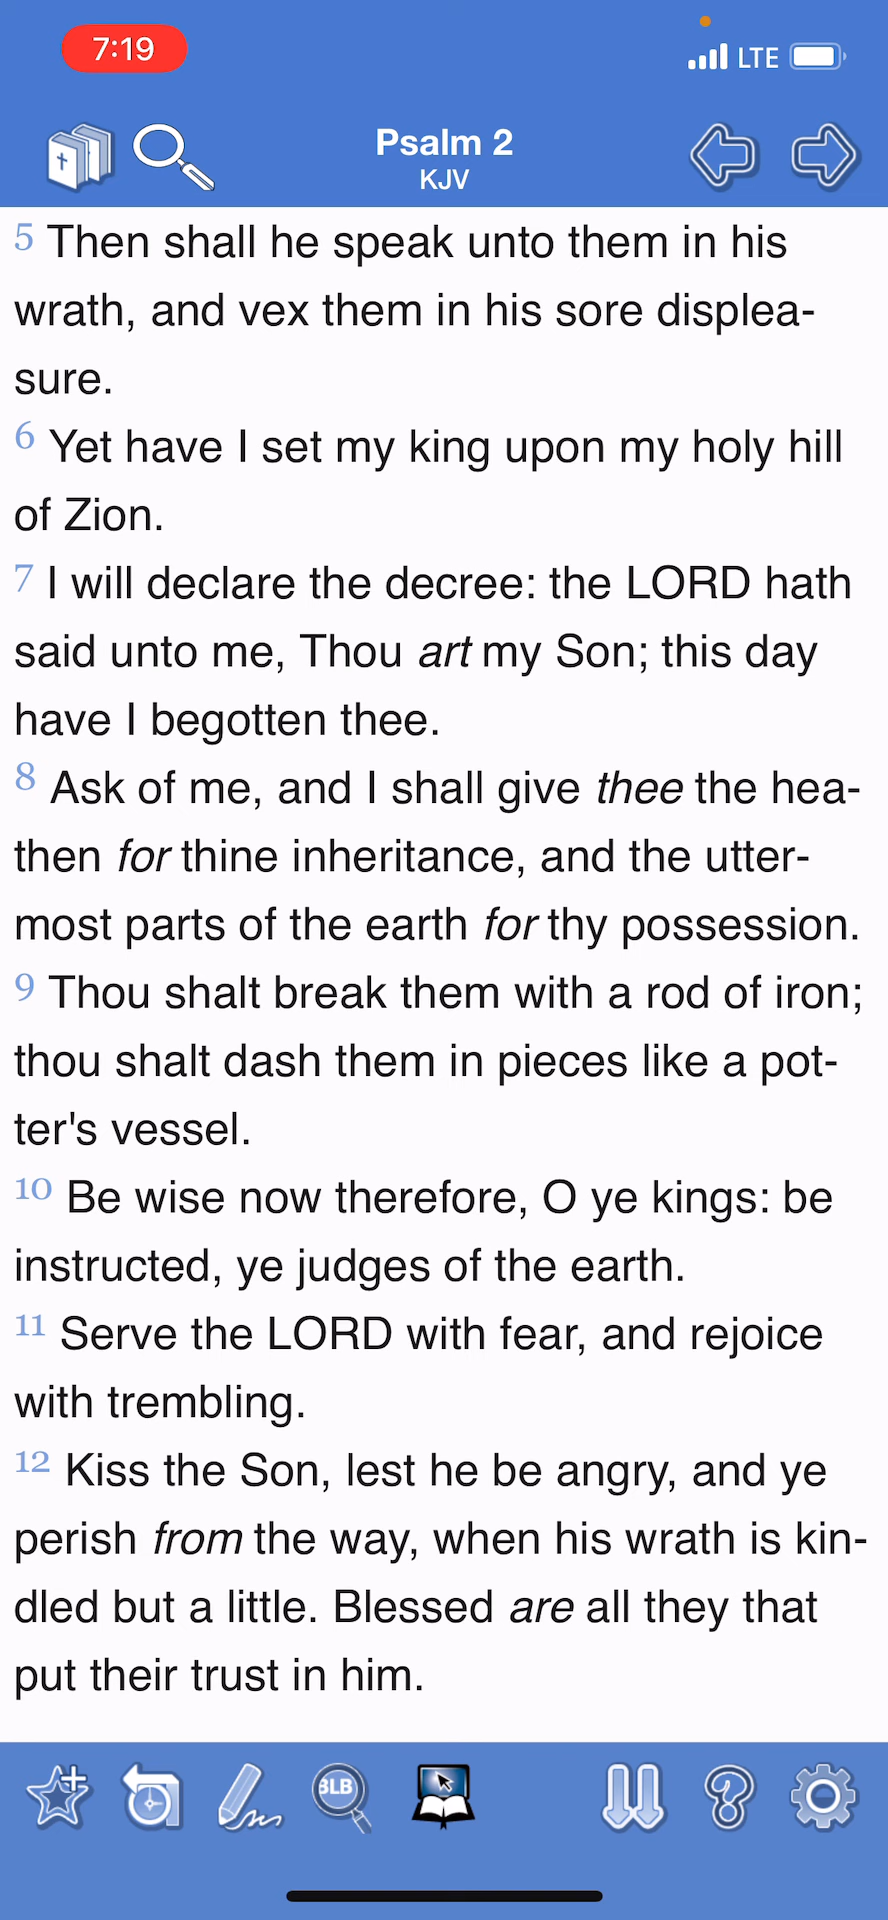 7:19
LTE
Psalm 2
KJV
5 Then shall he speak unto them in his
wrath, and vex them in his sore displea-
sure.
6 Yet have I set my king upon my holy hill
of Zion.
7 I will declare the decree: the LORD hath
said unto me, Thou art my Son; this day
have I begotten thee.
8 Ask of me, and I shall give thee the hea-
then for thine inheritance, and the utter-
most parts of the earth for thy possession.
9 Thou shalt break them with a rod of iron;
thou shalt dash them in pieces like a pot-
ter's vessel.
10 Be wise now therefore, O ye kings: be
instructed, ye judges of the earth.
11 Serve the LORD with fear, and rejoice
with trembling.
12 Kiss the Son, lest he be angry, and ye
perish from the way, when his wrath is kin-
dled but a little. Blessed are all they that
put their trust in him.
BLB